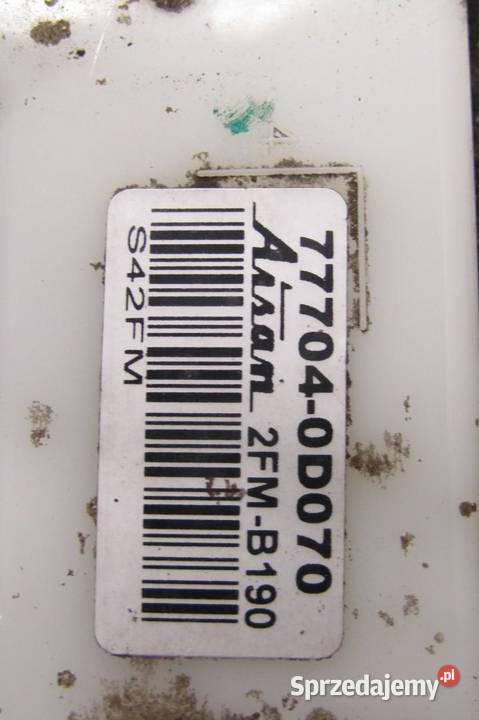 77704-0D070
Aisan 2FM-B190
S42FM
Sprzedajemy.pl